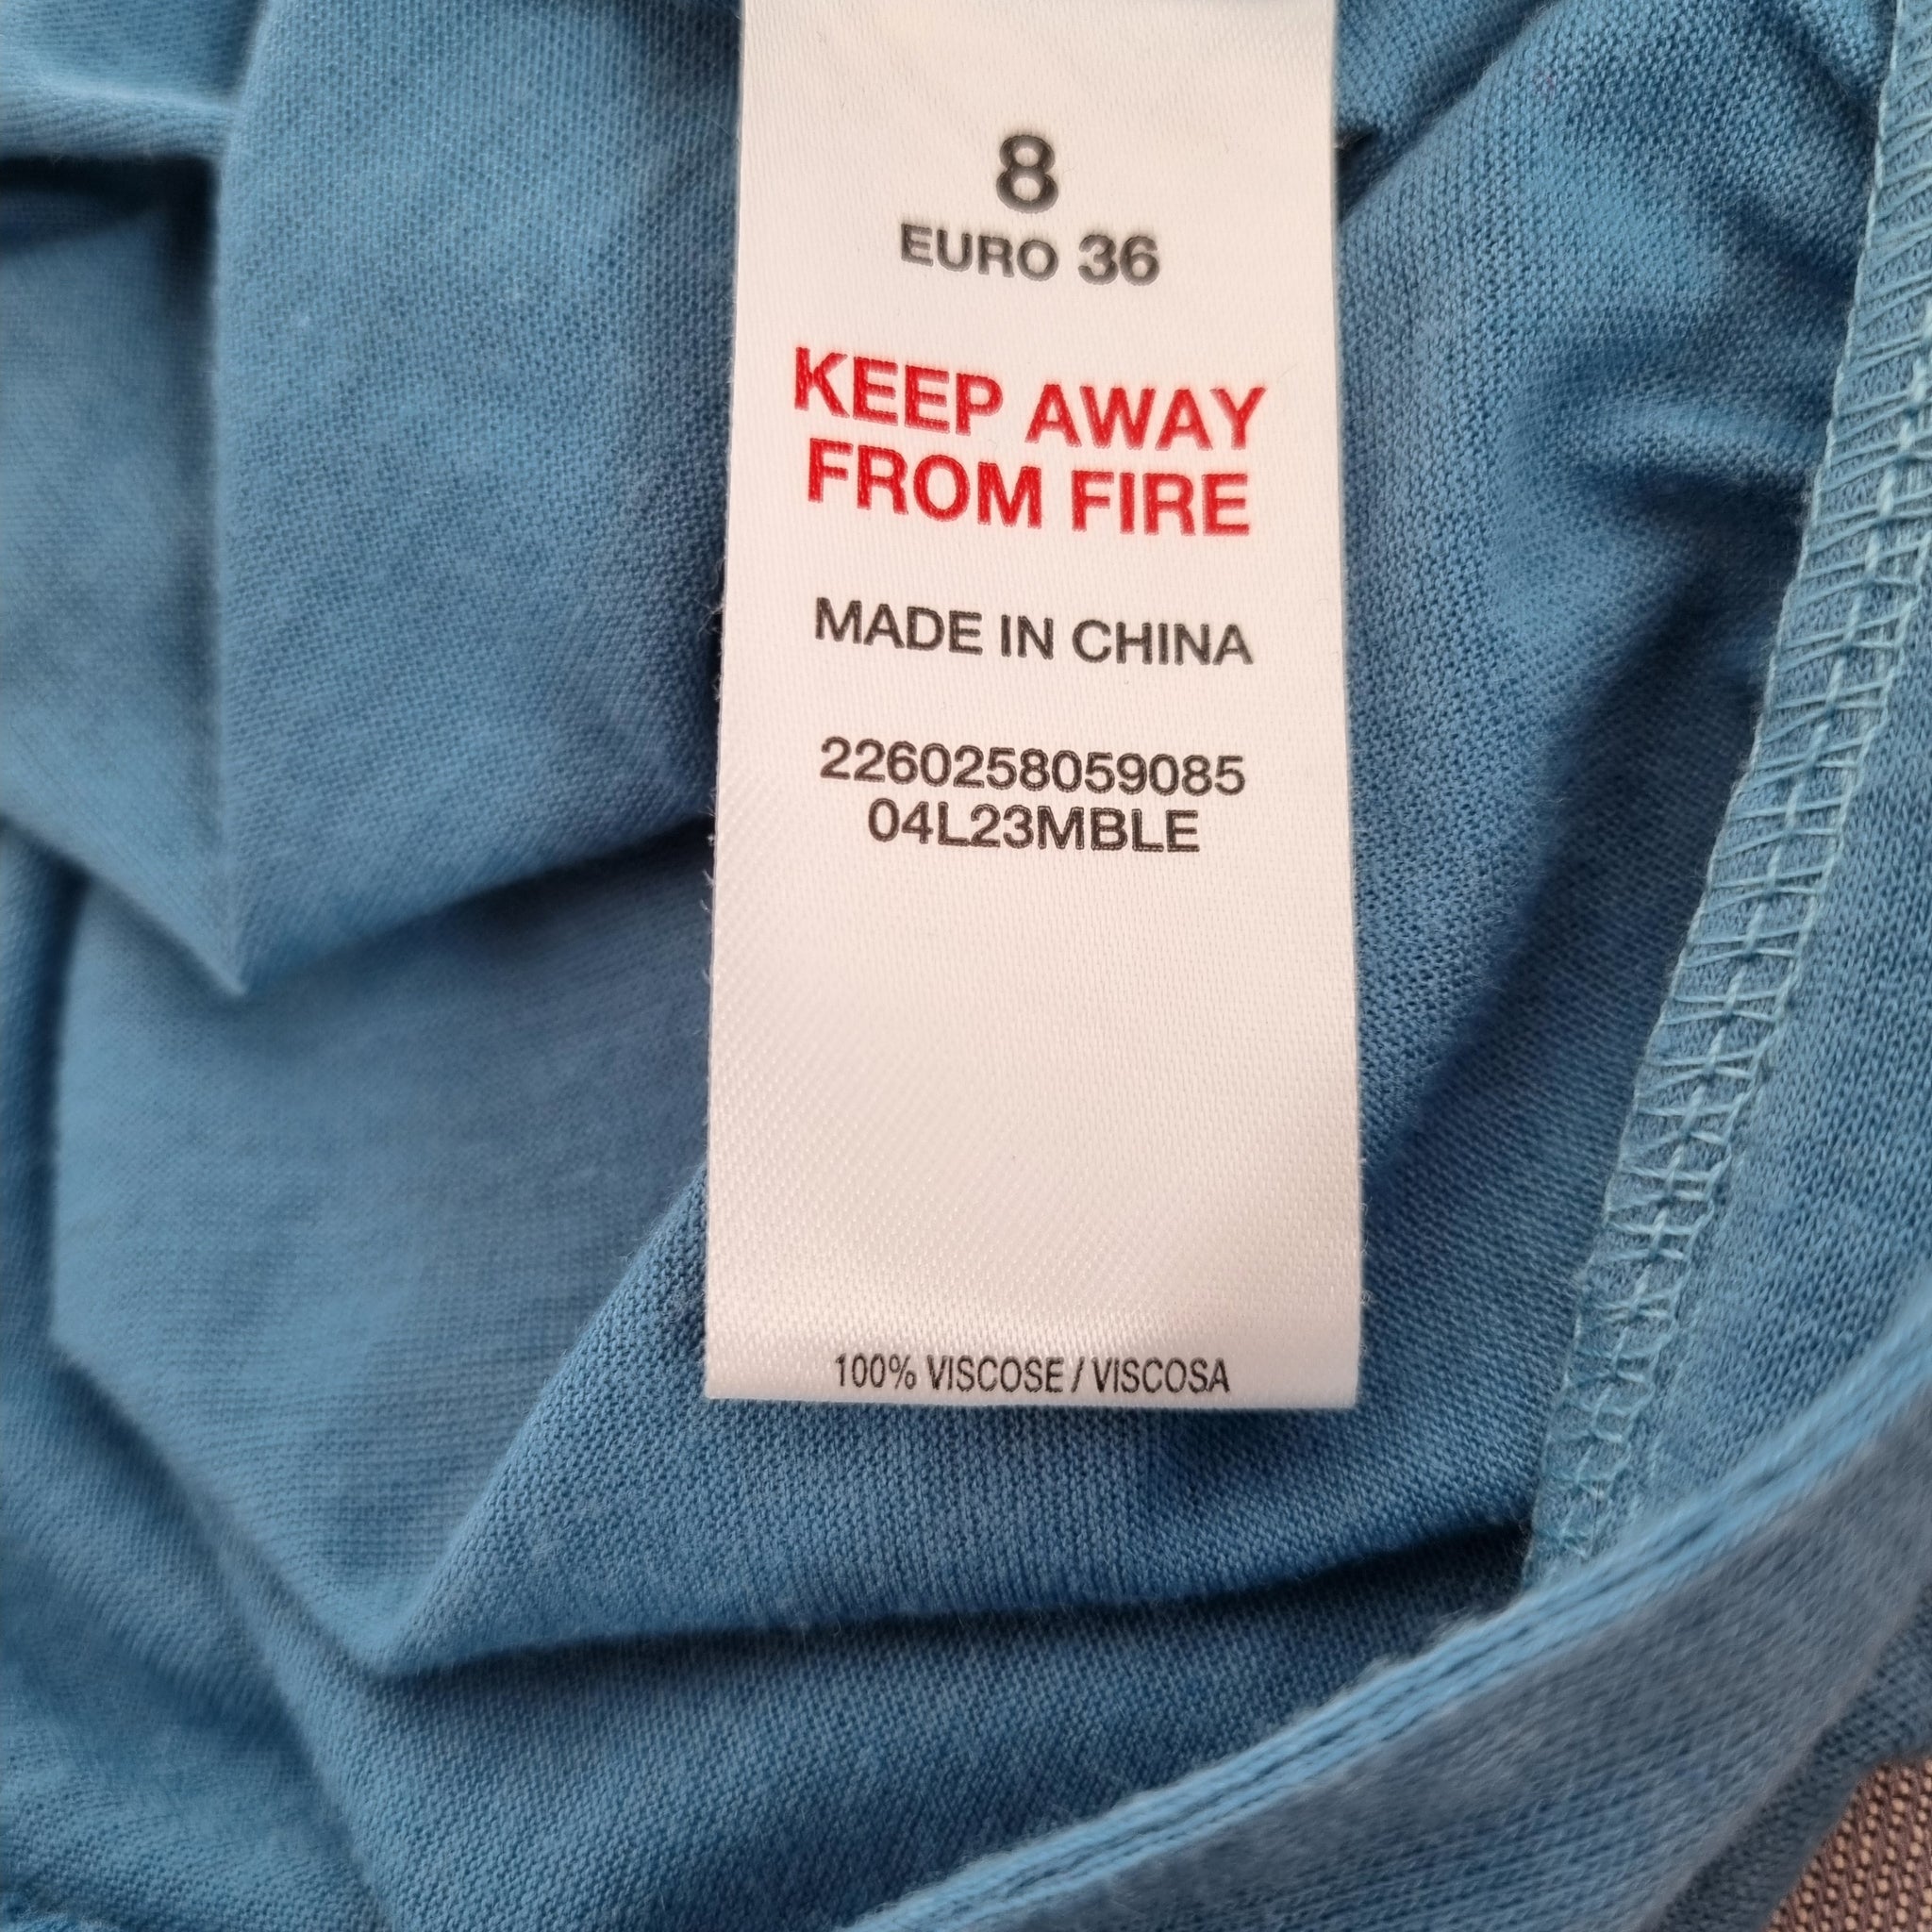 8
EURO 36
KEEP AWAY
FROM FIRE
MADE IN CHINA
2260258059085
04L23MBLE
100% VISCOSE / VISCOSA